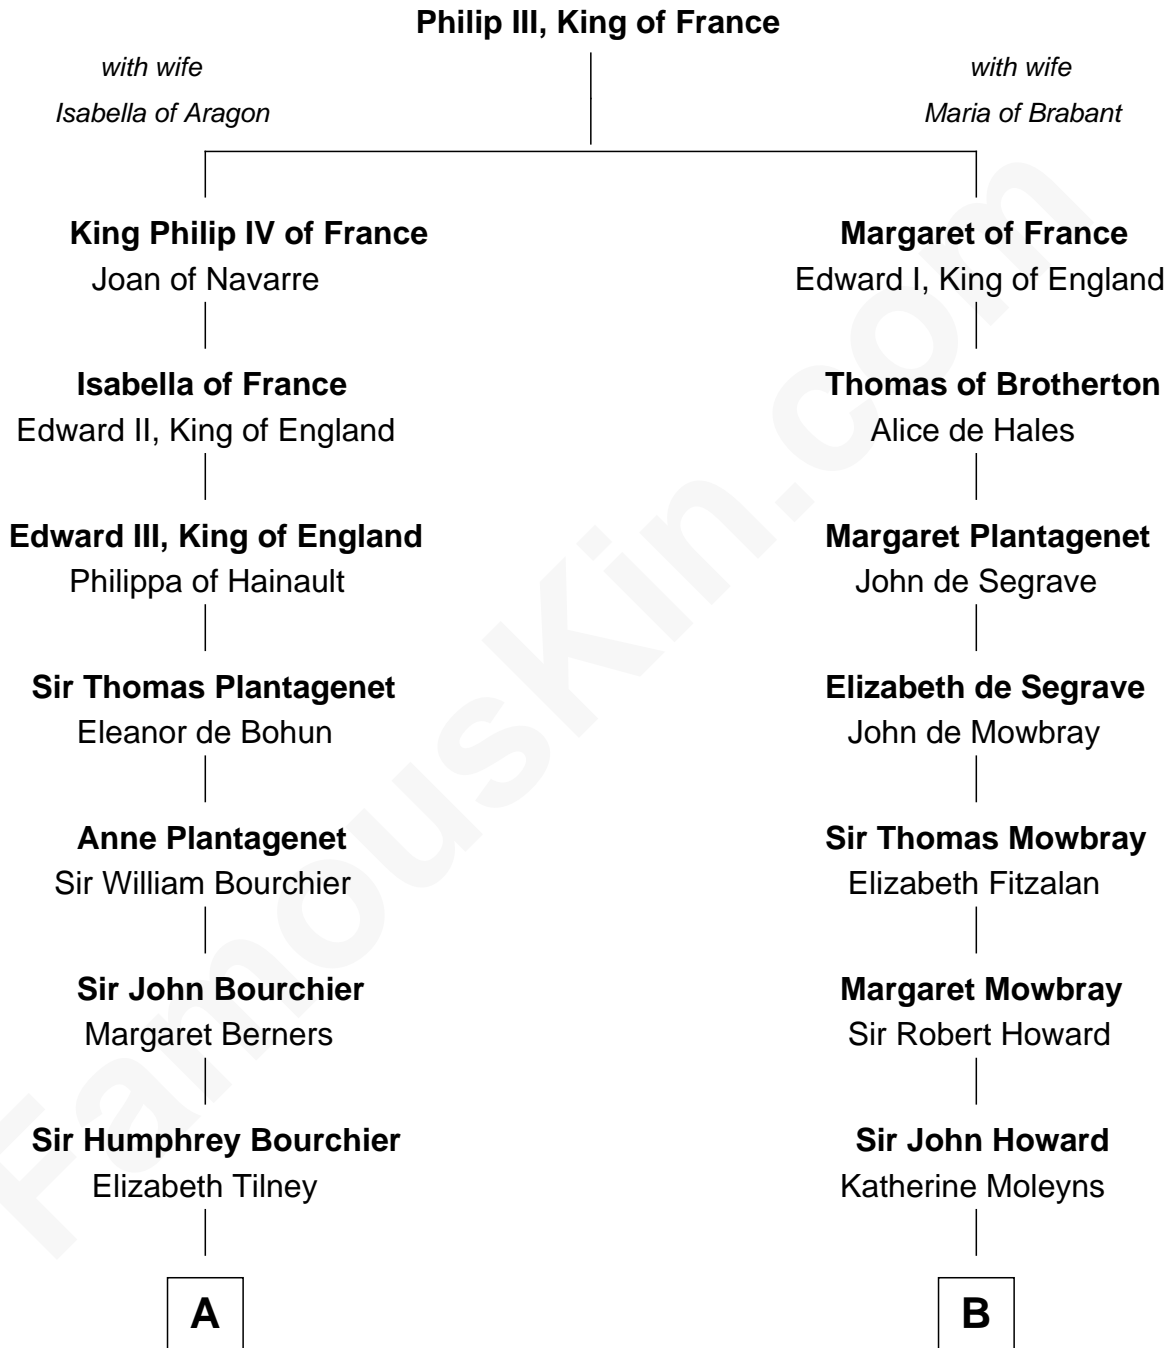 Philip III, King of France
with wife
Isabella of Aragon
with wife
Maria of Brabant
King Philip IV of France
Joan of Navarre
Margaret of France
Edward I, King of England
Isabella of France
Edward II, King of England
Thomas of Brotherton
Alice de Hales
Edward III, King of England
Philippa of Hainault
Margaret Plantagenet
John de Segrave
Sir Thomas Plantagenet
Eleanor de Bohun
Elizabeth de Segrave
John de Mowbray
Anne Plantagenet
Sir William Bourchier
Sir Thomas Mowbray
Elizabeth Fitzalan
Sir John Bourchier
Margaret Berners
Margaret Mowbray
Sir Robert Howard
Sir Humphrey Bourchier
Elizabeth Tilney
Sir John Howard
Katherine Moleyns
A
B
FamousKin.com